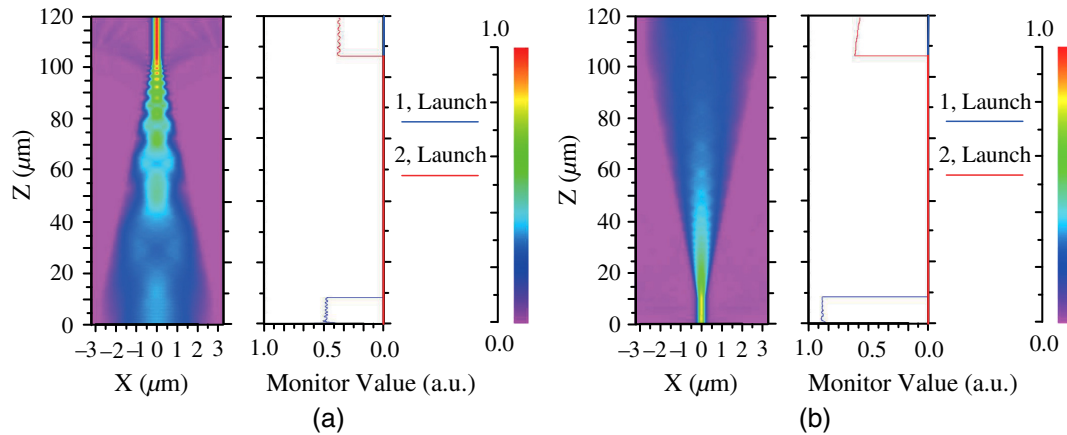 120
100
80
60
40
20
0
Z (μm)
−3 −2 −1 0 1 2 3
X (μm)
1.0 0.5 0.0
Monitor Value (a.u.)
1, Launch
2, Launch
1.0
0.0
(a)
120
100
80
60
40
20
0
Z (μm)
−3 −2 −1 0 1 2 3
X (μm)
1.0 0.5 0.0
Monitor Value (a.u.)
1, Launch
2, Launch
1.0
0.0
(b)